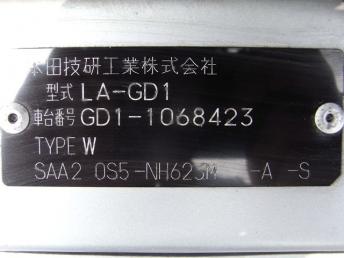 本田技研工業株式会社
型式 LA-GD1
車台番号 GD1-1068423
TYPE W
SAA2 0S5-NH623M -A -S